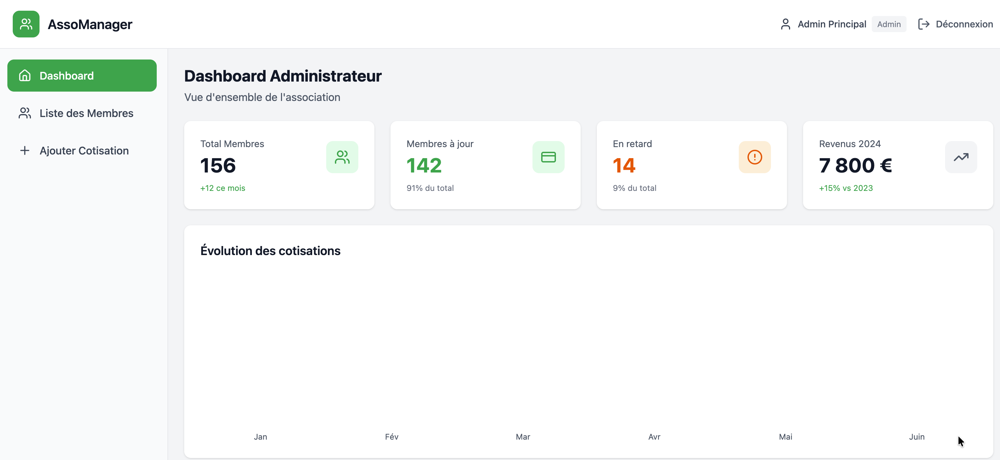 AssoManager
Admin Principal Admin Déconnexion
Dashboard
Liste des Membres
Ajouter Cotisation
Dashboard Administrateur
Vue d'ensemble de l'association
Total Membres
156
+12 ce mois
Membres à jour
142
91% du total
En retard
14
9% du total
Revenus 2024
7 800 €
+15% vs 2023
Évolution des cotisations
Jan Fév Mar Avr Mai Juin